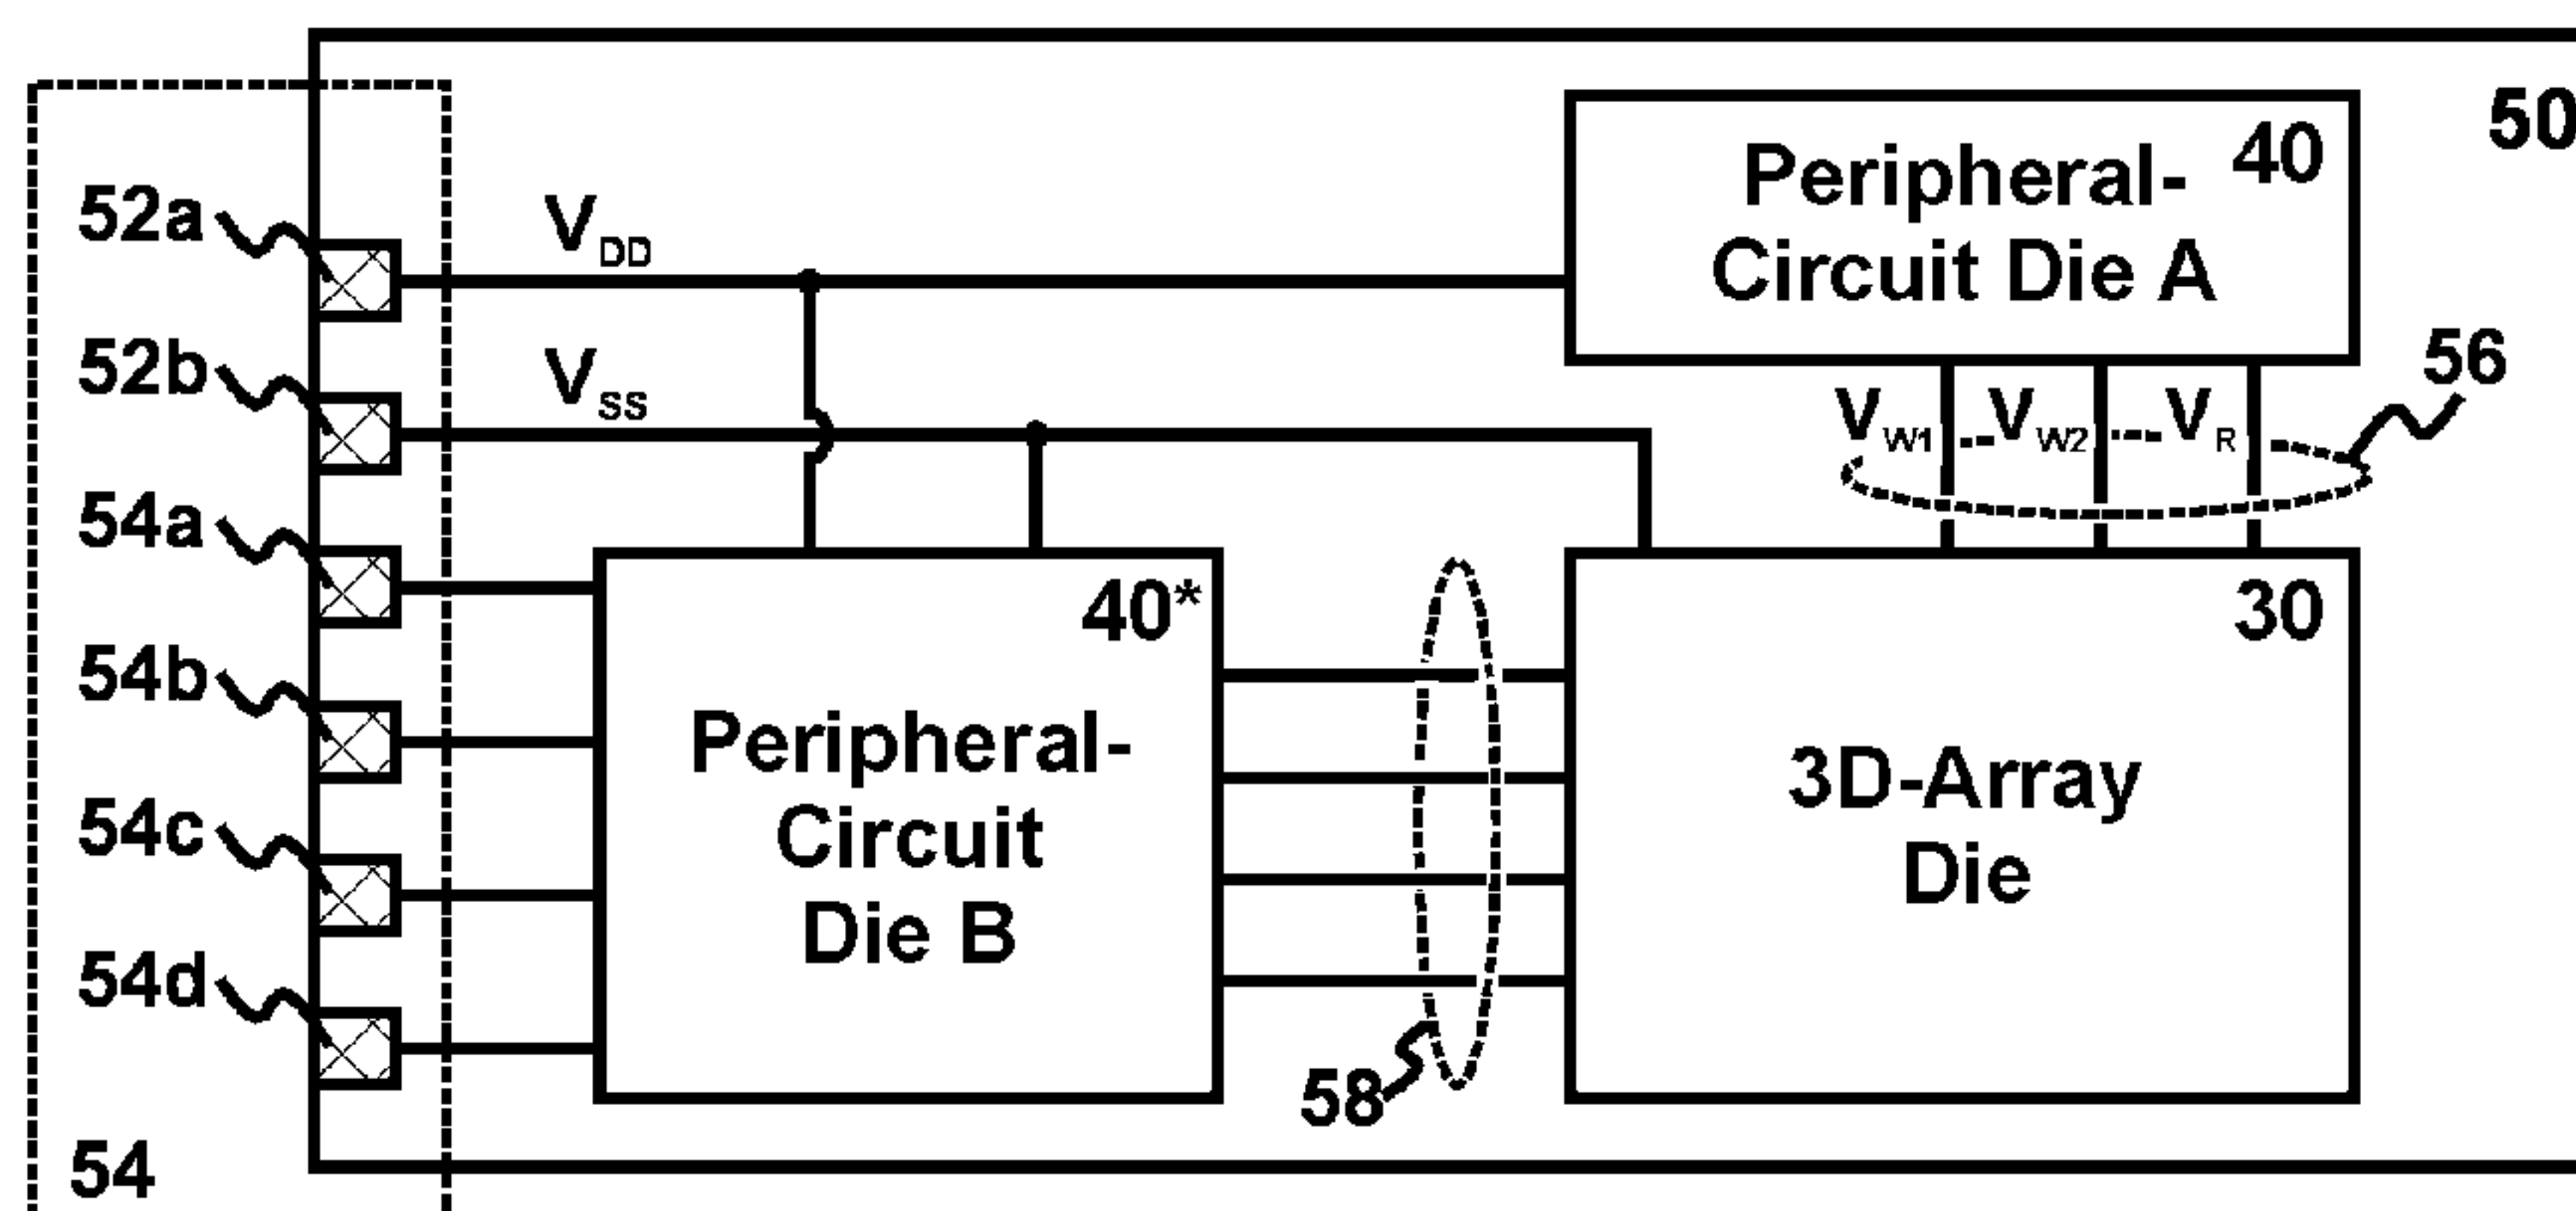 50
40
Peripheral-
Circuit Die A
52a
VDD
52b
VSS
56
VW1
VW2
VR
54a
40*
30
54b
Peripheral-
Circuit
Die B
3D-Array
Die
54c
54d
58
54